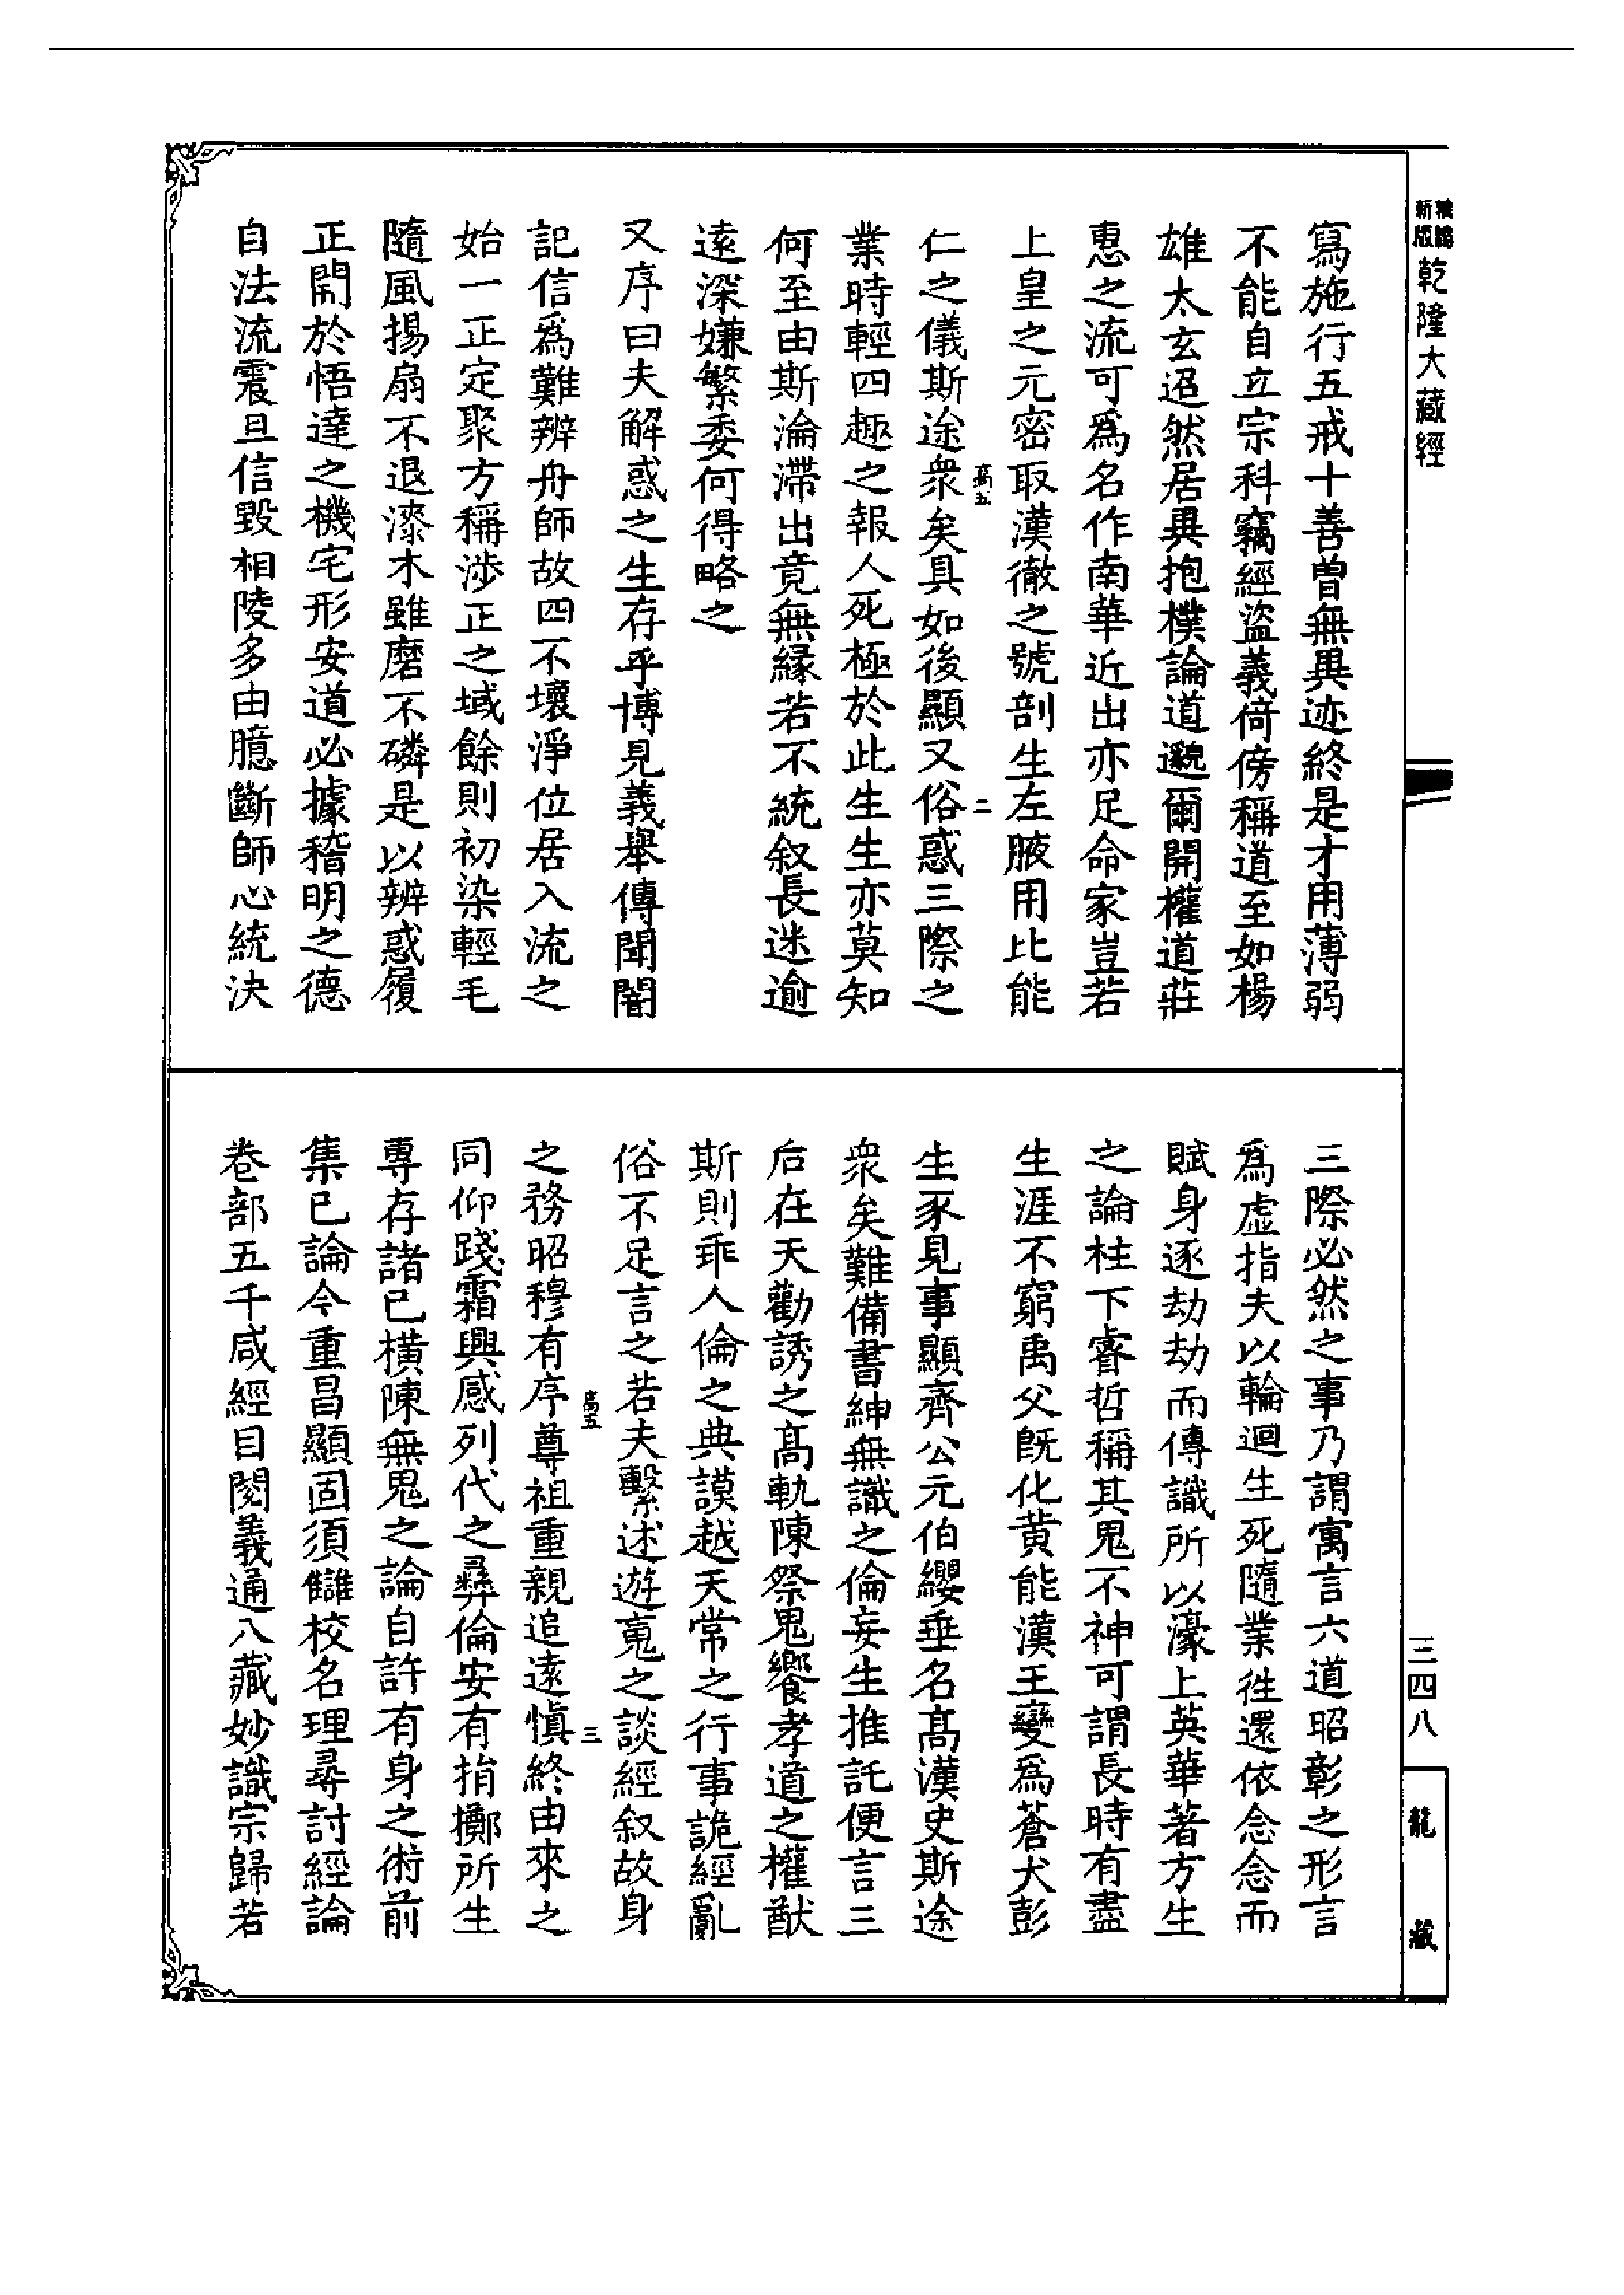 精鐫新版乾隆大藏經
寫施行五戒十善曾無異迹終是才用薄弱
不能自立宗科竊經盜義倚傍稱道至如楊
雄太玄迢然居異抱樸論道邈爾開權道莊
惠之流可爲名作南華近出亦足命家豈若
上皇之元密取漢徹之號剖生左腋用比能
仁之儀斯途衆矣具如後顯又俗惑三際之
高五
二
業時輕四趣之報人死極於此生生亦莫知
何至由斯淪滯出竟無緣若不統叙長迷逾
遠深嫌繁委何得略之
又序曰夫解惑之生存乎博見義舉傳聞闇
記信爲難辨舟師故四不壞淨位居入流之
始一正定聚方稱涉正之域餘則初染輕毛
隨風揚扇不退漆木雖磨不磷是以辨惑履
正開於悟達之機宅形安道必據稽明之德
自法流震旦信毀相陵多由臆斷師心統決
三際必然之事乃謂寓言六道昭彰之形言
爲虛指夫以輪迴生死隨業徃還依念念而
賦身逐劫劫而傳識所以濠上英華著方生
之論柱下睿哲稱其鬼不神可謂長時有盡
生涯不窮禹父既化黃能漢王變爲蒼犬彭
生豕見事顯齊公元伯纓垂名高漢史斯途
衆矣難備書紳無識之倫妄生推託便言三
后在天勸誘之高軌陳祭鬼饗孝道之權猷
斯則乖人倫之典謨越天常之行事詭經亂
俗不足言之若夫繫述遊䰟之談經叙故身
高五
三
之務昭穆有序尊祖重親追遠愼終由來之
同仰踐霜興感列代之彝倫安有捐擲所生
專存諸已橫陳無鬼之論自許有身之術前
集已論今重昌顯固須讎校名理尋討經論
卷部五千咸經目閱義通八藏妙識宗歸若
三四八
龍藏